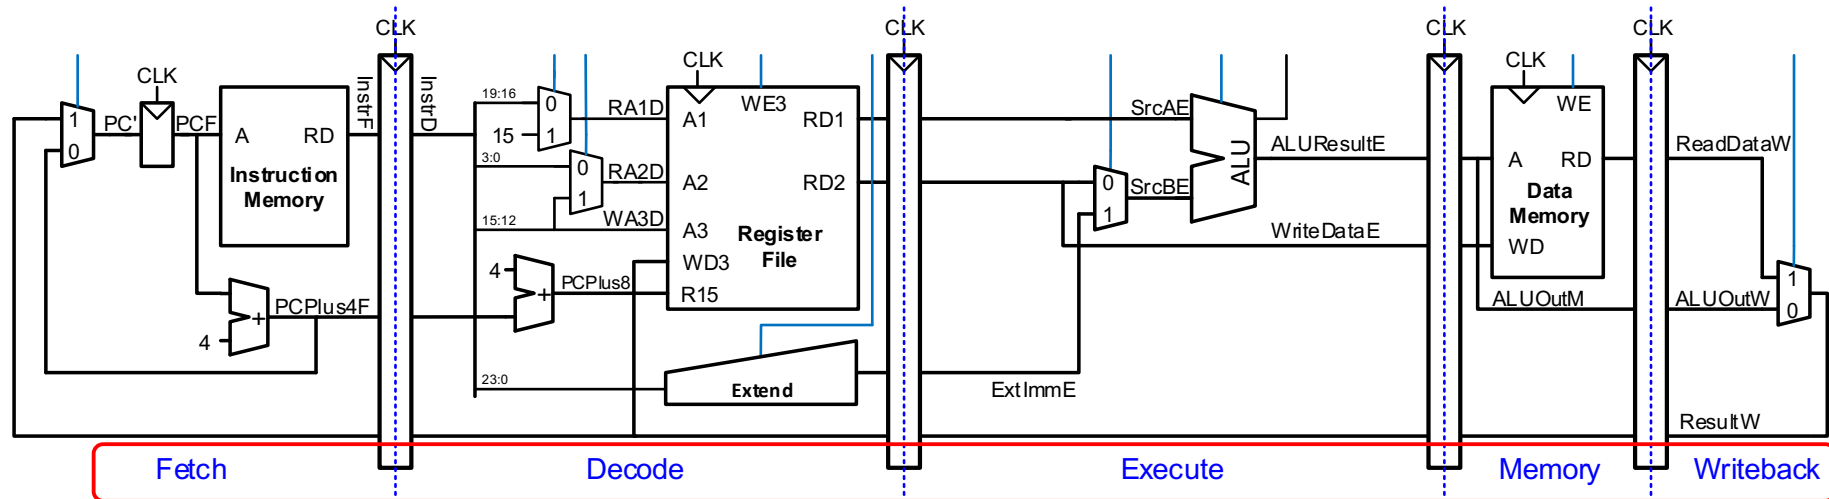 CLK
CLK
CLK
CLK
CLK
CLK
CLK
1
0
PC'
PCF
A
RD
Instruction
Memory
InstrF
InstrD
PCPlus4F
4
+
19:16
0
15
1
RA1D
3:0
0
1
RA2D
15:12
WA3D
4
+
PCPlus8
23:0
A1
A2
A3
WD3
R15
WE3
RD1
RD2
Register
File
Extend
SrcAE
0
1
SrcBE
ALU
ExtImmE
ALUResultE
WriteDataE
A
RD
WE
Data
Memory
WD
ALUOutM
ReadDataW
ALUOutW
1
0
ResultW
Fetch
Decode
Execute
Memory
Writeback